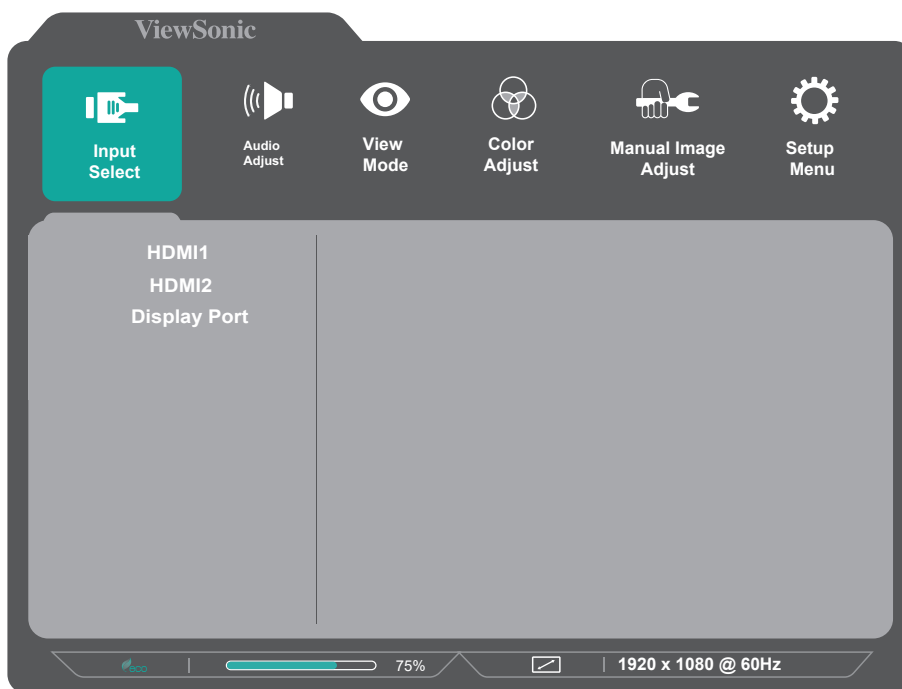 ViewSonic
Input
Select
Audio
Adjust
View
Mode
Color
Adjust
Manual Image
Adjust
Setup
Menu
HDMI1
HDMI2
Display Port
eco
75%
1920 x 1080 @ 60Hz